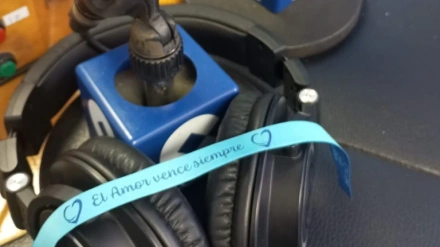 El Amor vence siempre